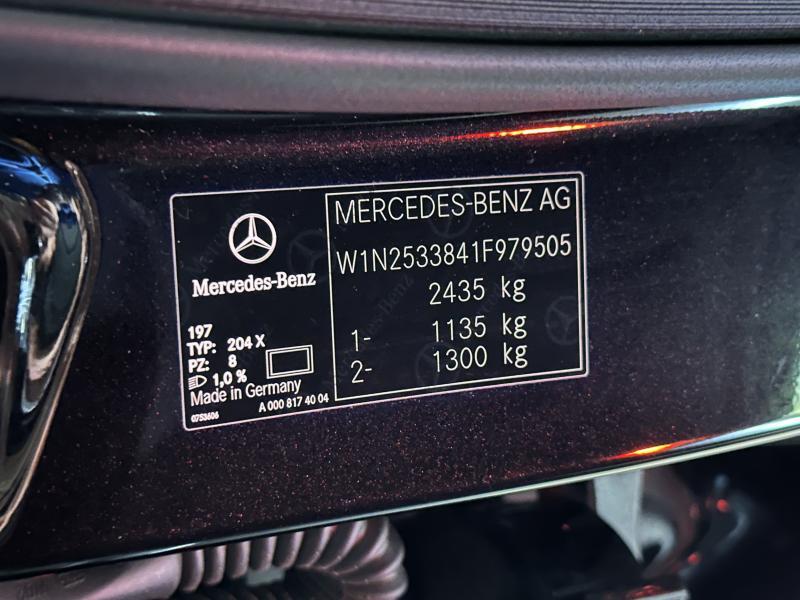 Mercedes-Benz
197
TYP: 204 X
PZ: 8
1,0 %
Made in Germany
A 000 817 40 04
0753606
MERCEDES-BENZ AG
W1N2533841F979505
2435 kg
1- 1135 kg
2- 1300 kg